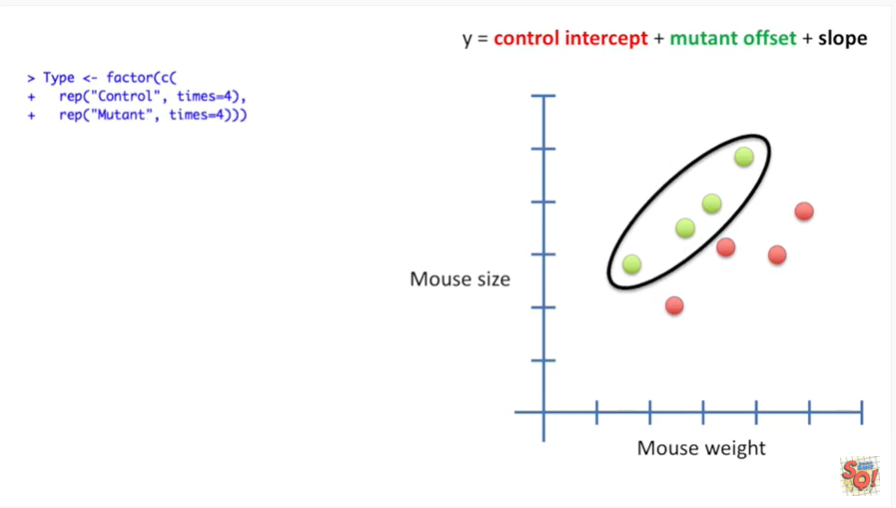 y = control intercept + mutant offset + slope
> Type <- factor(c(
+ rep("Control", times=4),
+ rep("Mutant", times=4)))
Mouse size
Mouse weight